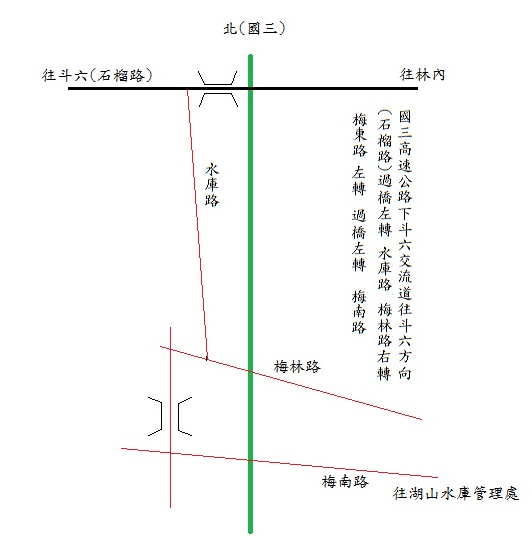 北(國三)
往斗六(石榴路)
往林內
國三高速公路下斗六交流道往斗六方向
(石榴路)過橋左轉 水庫路 梅林路右轉
梅東路 左轉 過橋左轉 梅南路
水庫路
梅林路
梅南路
往湖山水庫管理處